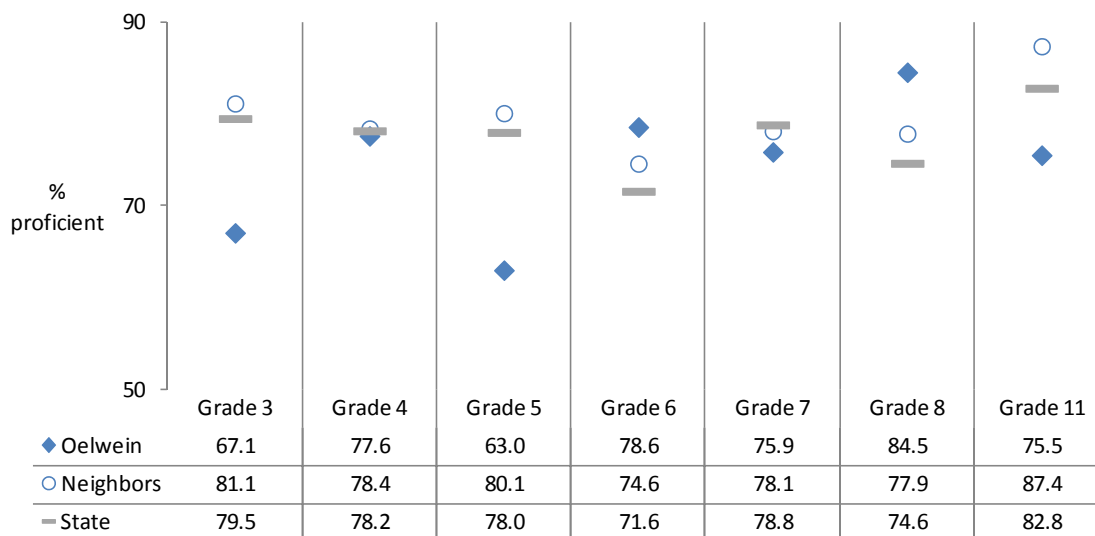 90
%
proficient
70
50
Grade 3 Grade 4 Grade 5 Grade 6 Grade 7 Grade 8 Grade 11
Oelwein 67.1 77.6 63.0 78.6 75.9 84.5 75.5
Neighbors 81.1 78.4 80.1 74.6 78.1 77.9 87.4
State 79.5 78.2 78.0 71.6 78.8 74.6 82.8